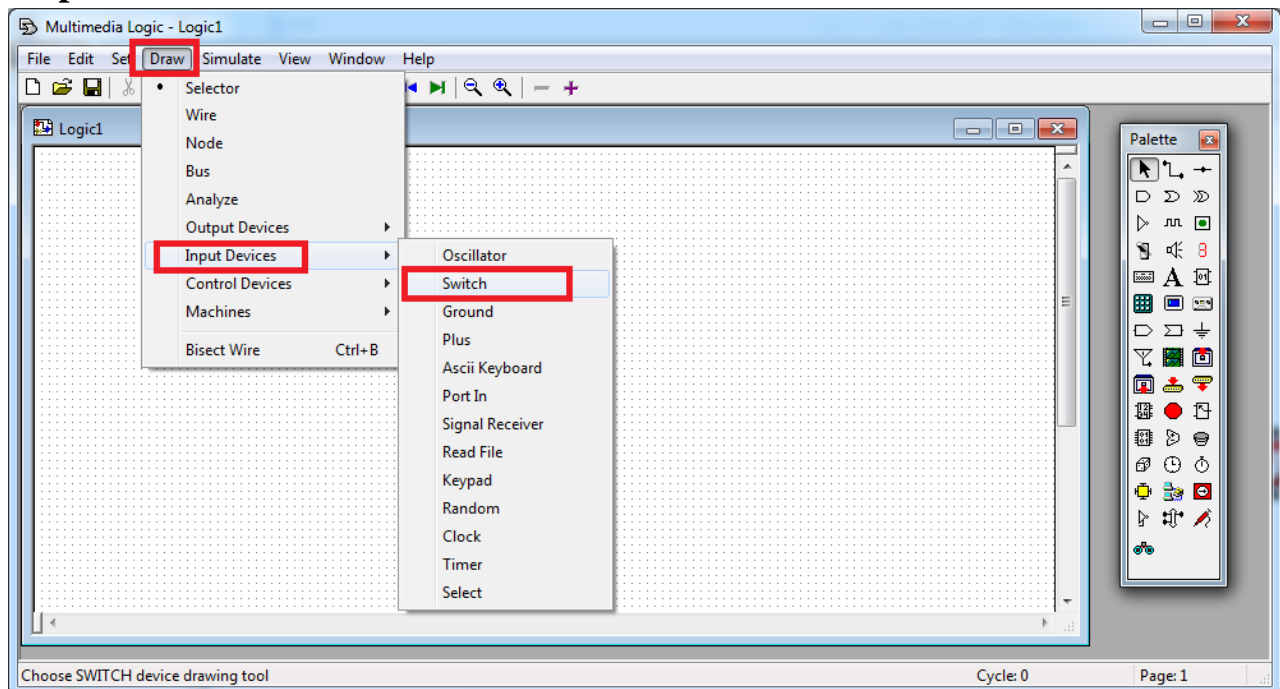 Multimedia Logic - Logic1
File Edit Set Draw Simulate View Window Help
Logic1
Selector
Wire
Node
Bus
Analyze
Output Devices
Input Devices
Control Devices
Machines
Bisect Wire Ctrl+B
Oscillator
Switch
Ground
Plus
Ascii Keyboard
Port In
Signal Receiver
Read File
Keypad
Random
Clock
Timer
Select
Palette
A
8
Choose SWITCH device drawing tool Cycle: 0 Page: 1